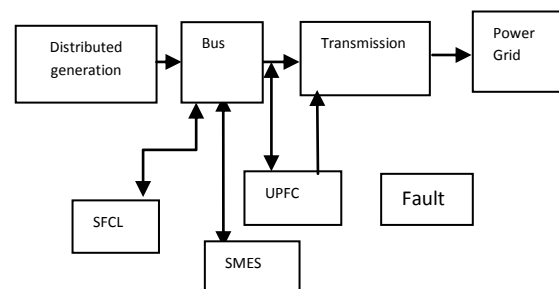 Distributed
generation
Bus
Transmission
Power
Grid
SFCL
SMES
UPFC
Fault